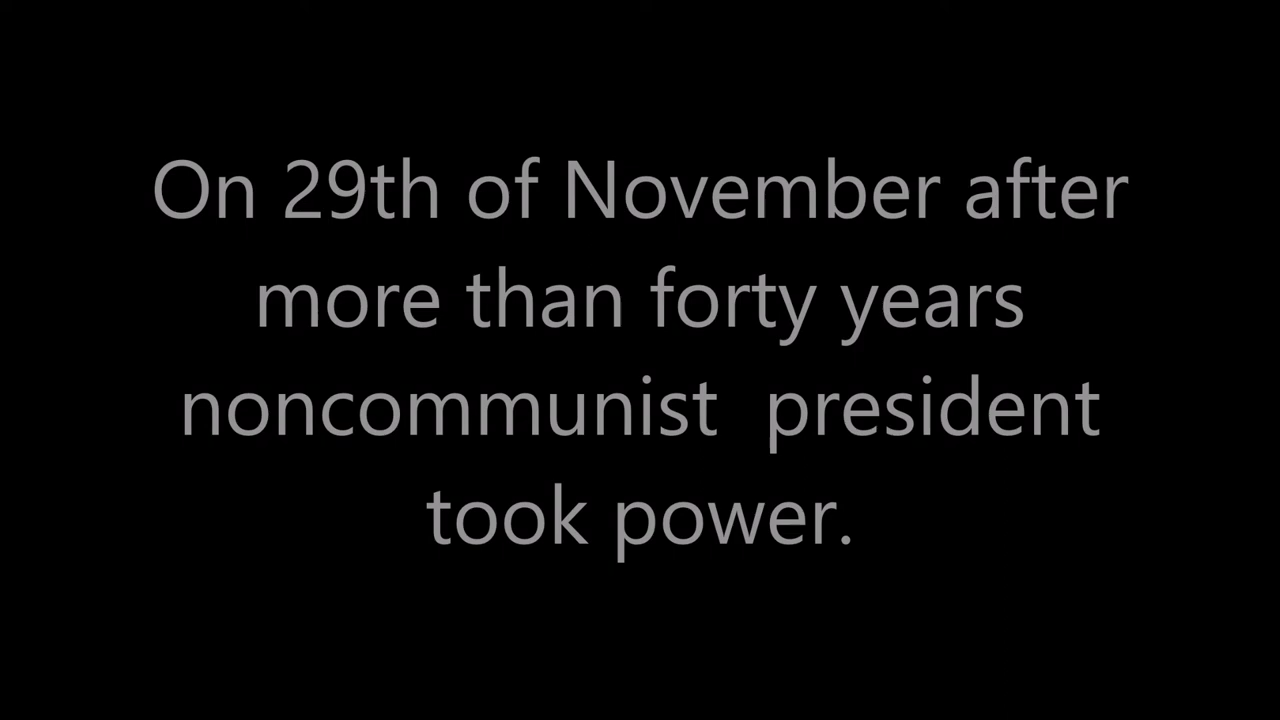 On 29th of November after
more than forty years
noncommunist  president
took power.